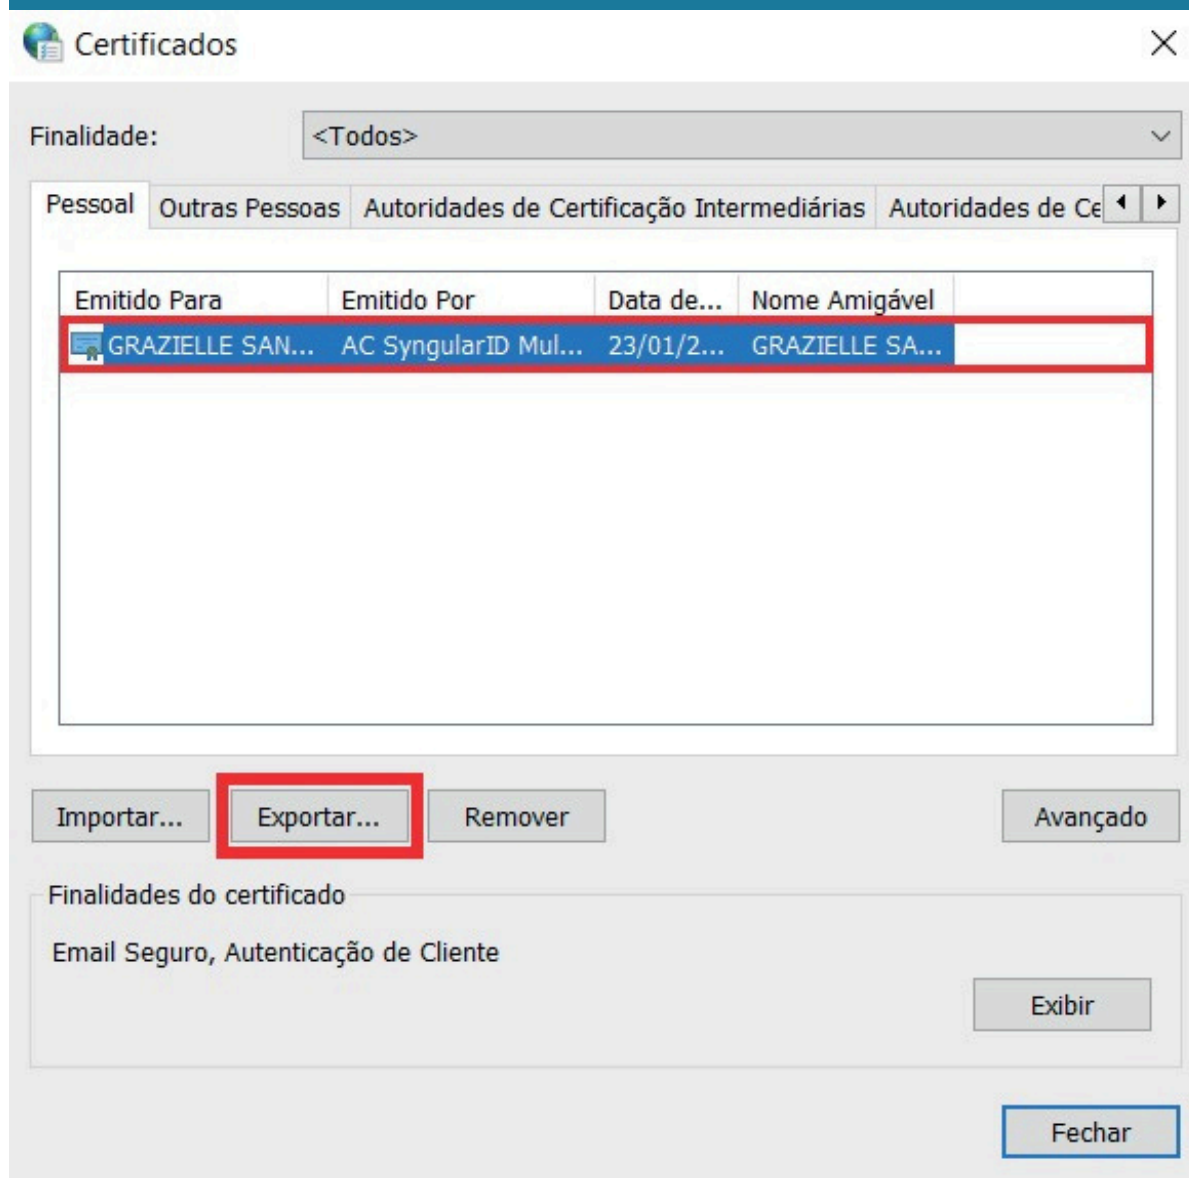 Certificados
Finalidade: <Todos>
Pessoal Outras Pessoas Autoridades de Certificação Intermediárias Autoridades de Ce
Emitido Para Emitido Por Data de... Nome Amigável
GRAZIELLE SAN... AC SyngularID Mul... 23/01/2... GRAZIELLE SA...
Importar... Exportar... Remover Avançado
Finalidades do certificado
Email Seguro, Autenticação de Cliente
Exibir
Fechar